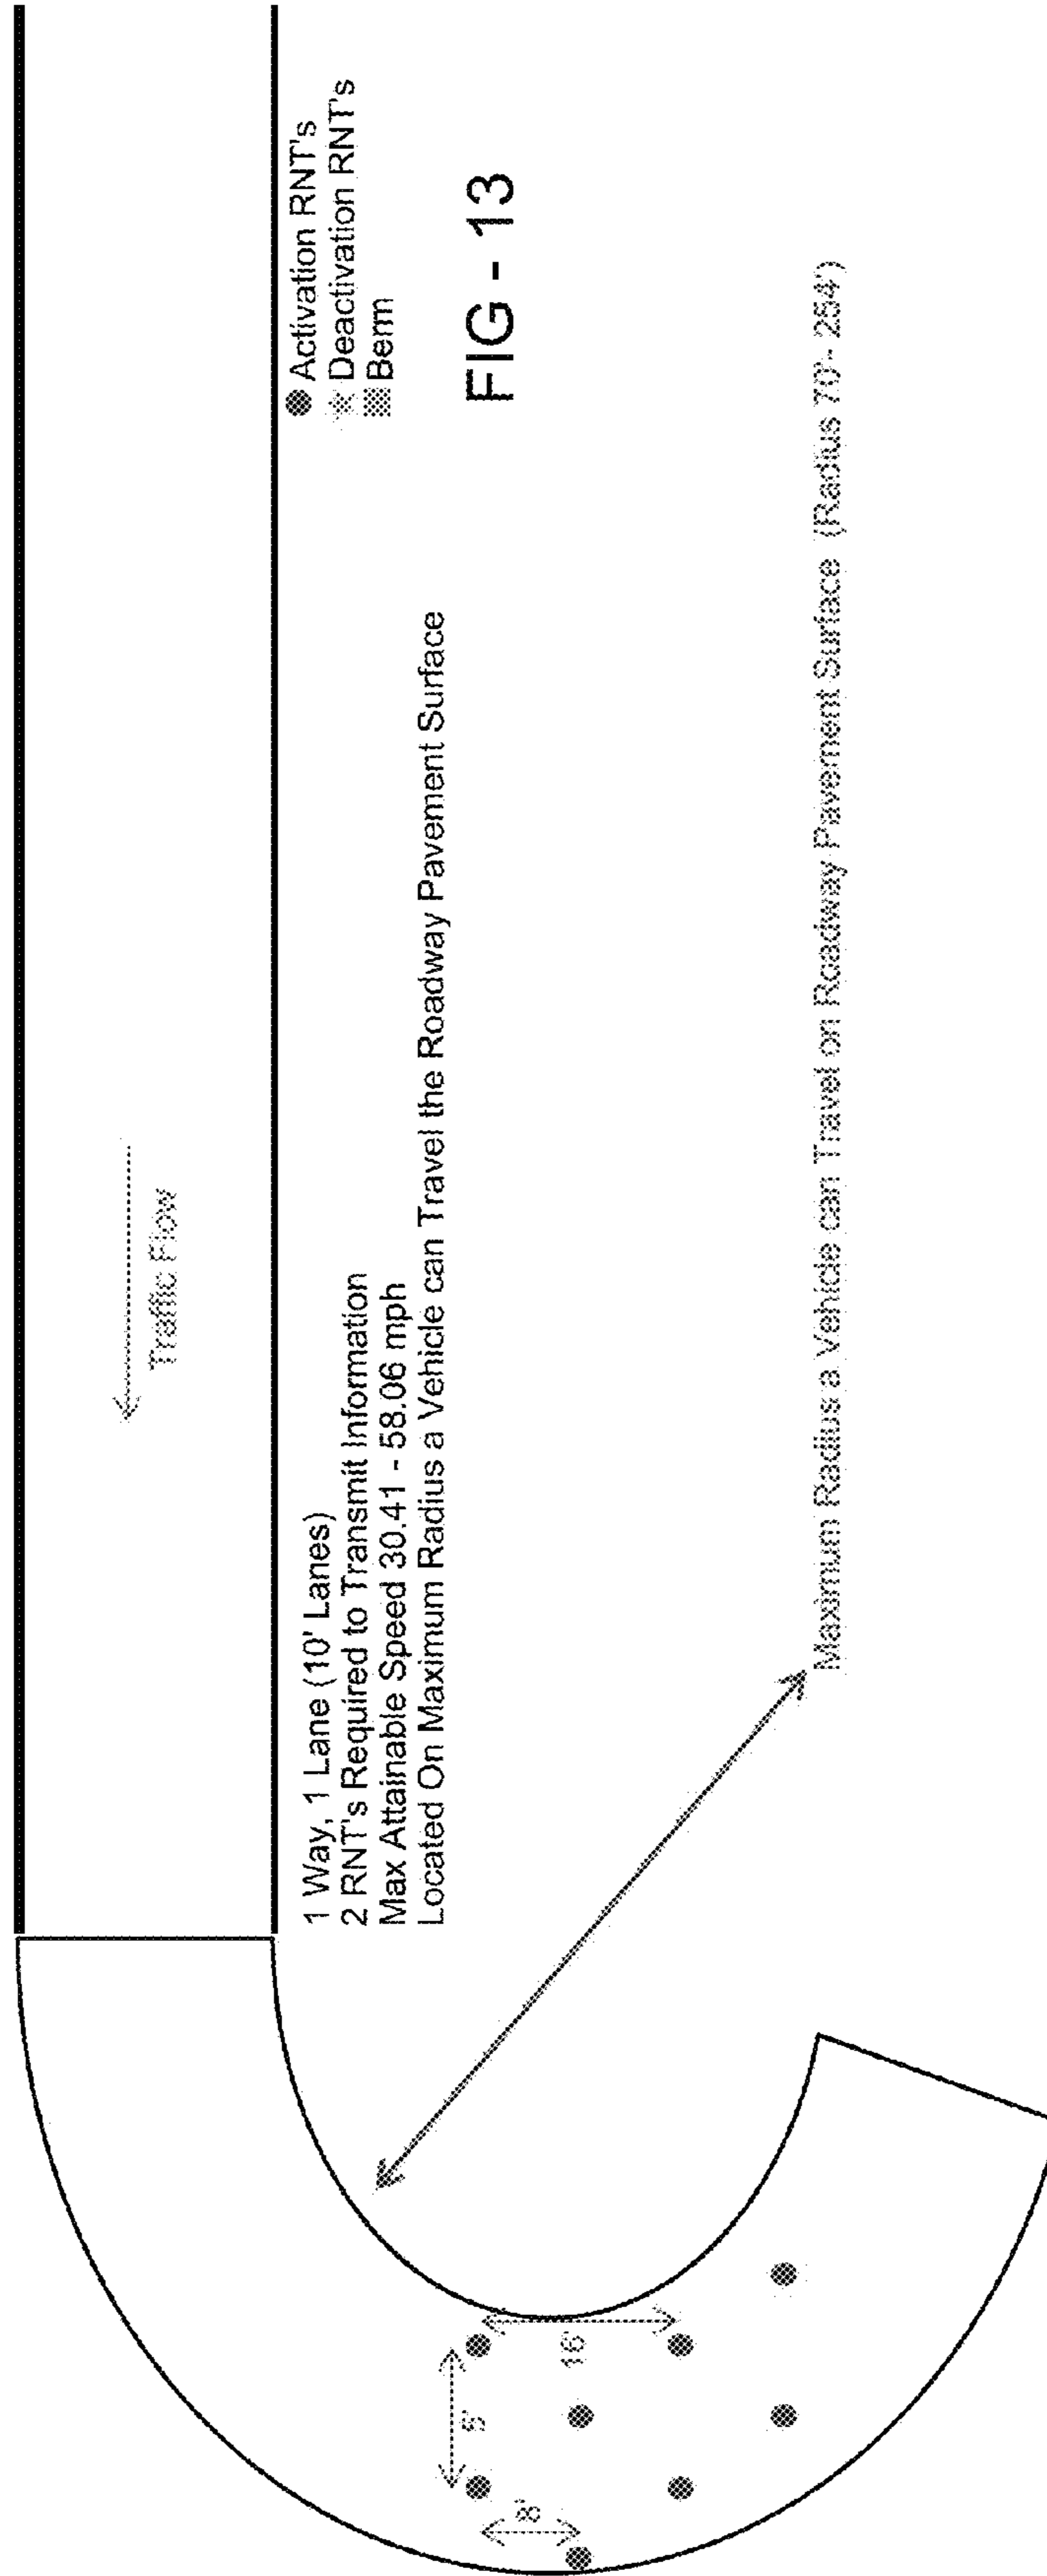 Traffic Flow
Activation RNT's
Deactivation RNT's
Berm
FIG - 13
1 Way, 1 Lane (10' Lanes)
2 RNT's Required to Transmit Information
Max Attainable Speed 30.41 - 58.06 mph
Located On Maximum Radius a Vehicle can Travel the Roadway Pavement Surface
Maximum Radius a Vehicle can Travel on Roadway Pavement Surface (Radius 70'- 254')
5'
16'
8'